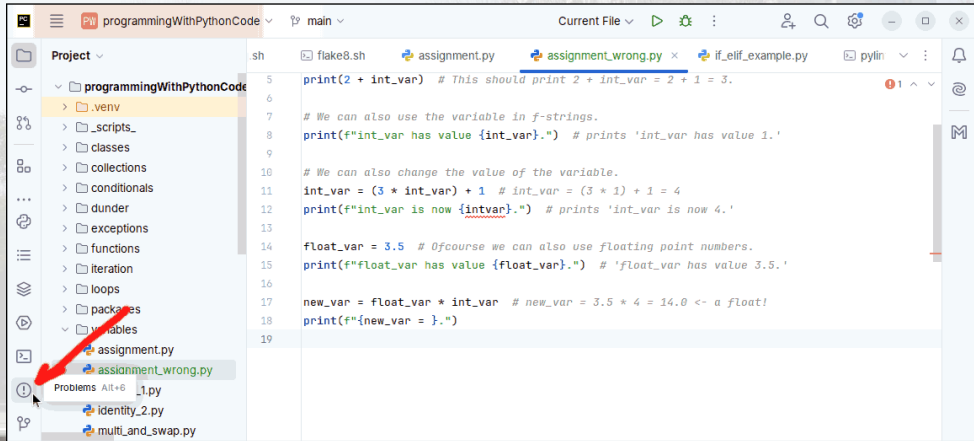 PC PW programmingWithPythonCode main Current File
Project
.sh flake8.sh assignment.py assignment_wrong.py if_elif_example.py pylin
programmingWithPythonCode
.venv
_scripts_
classes
collections
conditionals
dunder
exceptions
functions
iteration
loops
packages
variables
assignment.py
assignment_wrong.py
_1.py
identity_2.py
multi_and_swap.py
Problems Alt+6
1
5 print(2 + int_var)  # This should print 2 + int_var = 2 + 1 = 3.
6
7 # We can also use the variable in f-strings.
8 print(f"int_var has value {int_var}.")  # prints 'int_var has value 1.'
9
10 # We can also change the value of the variable.
11 int_var = (3 * int_var) + 1  # int_var = (3 * 1) + 1 = 4
12 print(f"int_var is now {intvar}.")  # prints 'int_var is now 4.'
13
14 float_var = 3.5  # Ofcourse we can also use floating point numbers.
15 print(f"float_var has value {float_var}.")  # 'float_var has value 3.5.'
16
17 new_var = float_var * int_var  # new_var = 3.5 * 4 = 14.0 <- a float!
18 print(f"{new_var = }.")
19